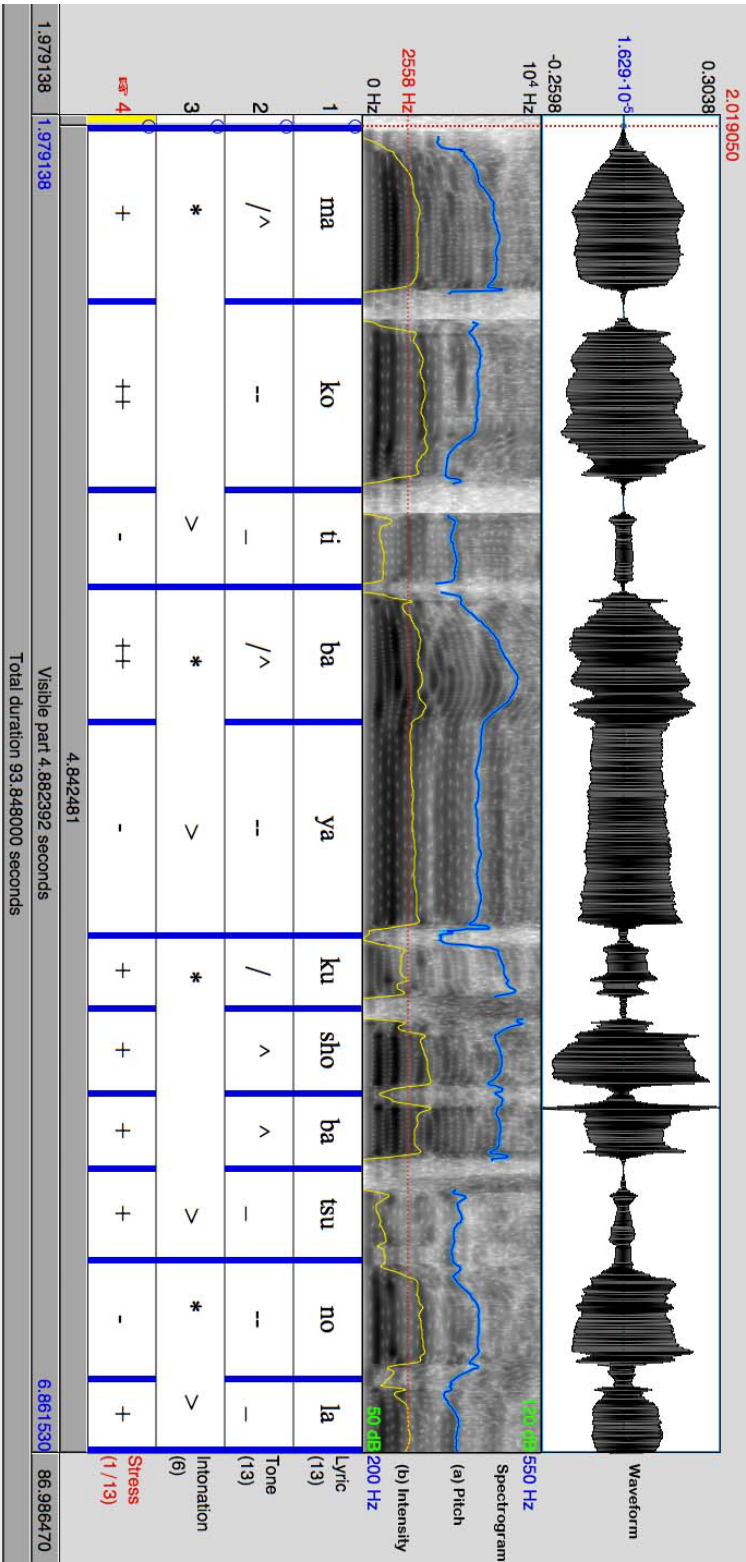 2.019050
0.3038
1.629·10⁻⁵
-0.2598
Waveform
10⁴ Hz
2558 Hz
0 Hz
120 dB
50 dB
550 Hz
Spectrogram
(a) Pitch
(b) Intensity
200 Hz
1 ma ko ti ba ya ku sho ba tsu no la Lyric
(13)
2 /^ -- _ /^ -- / ^ ^ _ -- _ Tone
(13)
3 * > * > * > * > Intonation
(6)
☞ 4 + ++ - ++ - + + + + - + Stress
(1/13)
4.842481
1.979138 1.979138 Visible part 4.882392 seconds 6.861530 86.986470
Total duration 93.848000 seconds